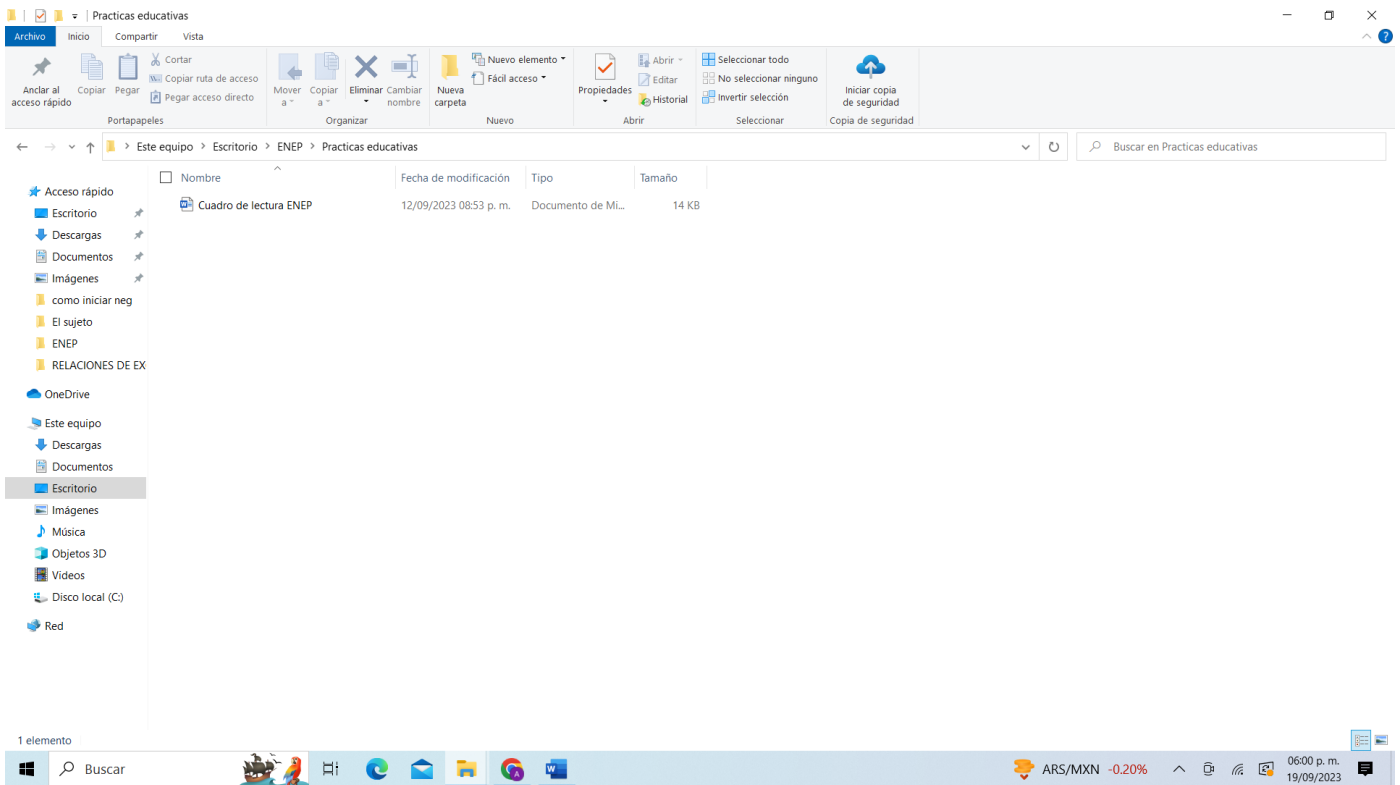 Practicas educativas
Archivo Inicio Compartir Vista
Anclar al acceso rápido
Copiar
Pegar
Cortar
Copiar ruta de acceso
Pegar acceso directo
Portapapeles
Mover a
Copiar a
Eliminar
Cambiar nombre
Organizar
Nueva carpeta
Nuevo elemento
Fácil acceso
Nuevo
Propiedades
Abrir
Editar
Historial
Abrir
Seleccionar todo
No seleccionar ninguno
Invertir selección
Seleccionar
Iniciar copia de seguridad
Copia de seguridad
Este equipo > Escritorio > ENEP > Practicas educativas
Buscar en Practicas educativas
Nombre Fecha de modificación Tipo Tamaño
Cuadro de lectura ENEP 12/09/2023 08:53 p. m. Documento de Mi... 14 KB
Acceso rápido
Escritorio
Descargas
Documentos
Imágenes
como iniciar neg
El sujeto
ENEP
RELACIONES DE EX
OneDrive
Este equipo
Descargas
Documentos
Escritorio
Imágenes
Música
Objetos 3D
Videos
Disco local (C:)
Red
1 elemento
Buscar
ARS/MXN -0.20%
06:00 p. m.
19/09/2023